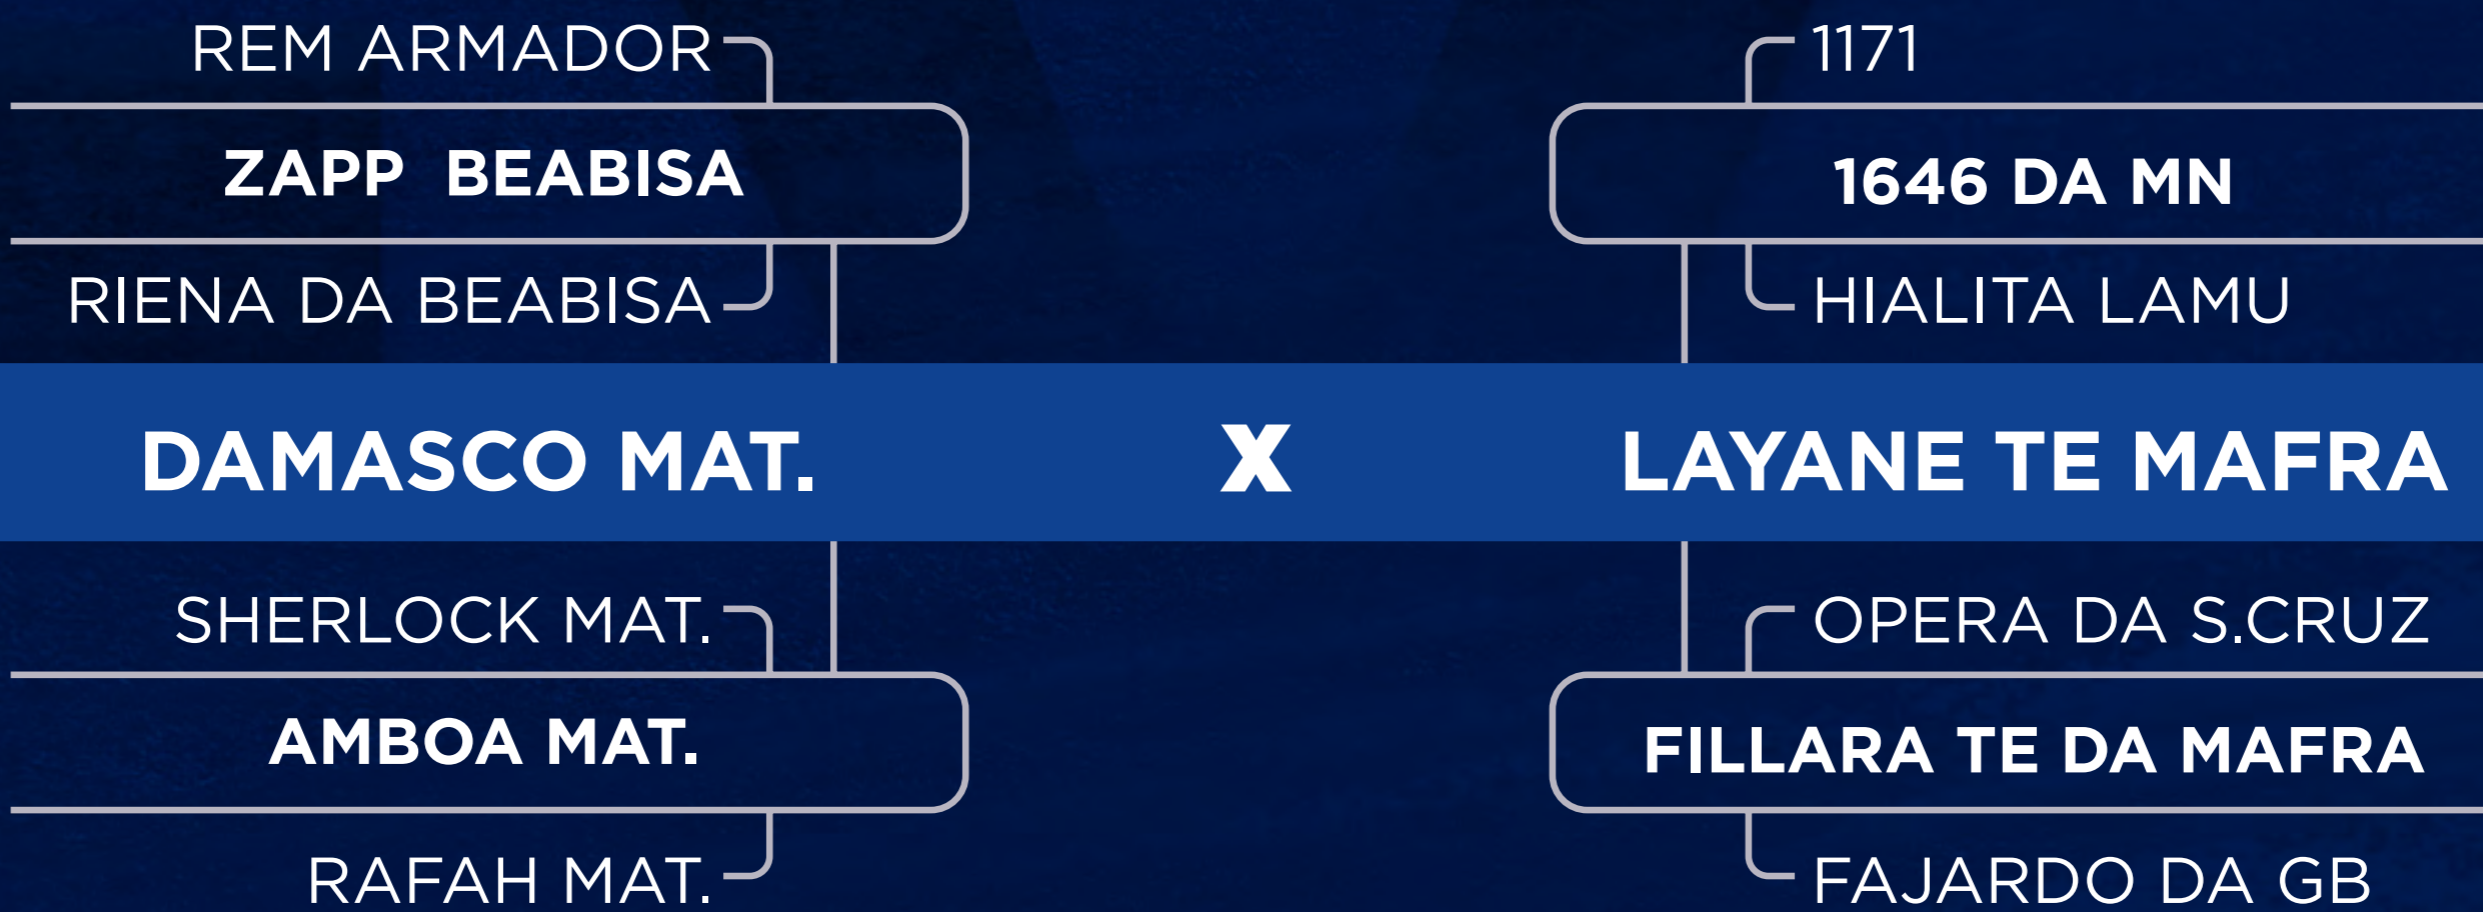 REM ARMADOR
ZAPP BEABISA
RIENA DA BEABISA
1171
1646 DA MN
HIALITA LAMU
DAMASCO MAT. X LAYANE TE MAFRA
SHERLOCK MAT.
AMBOA MAT.
RAFAH MAT.
OPERA DA S.CRUZ
FILLARA TE DA MAFRA
FAJARDO DA GB